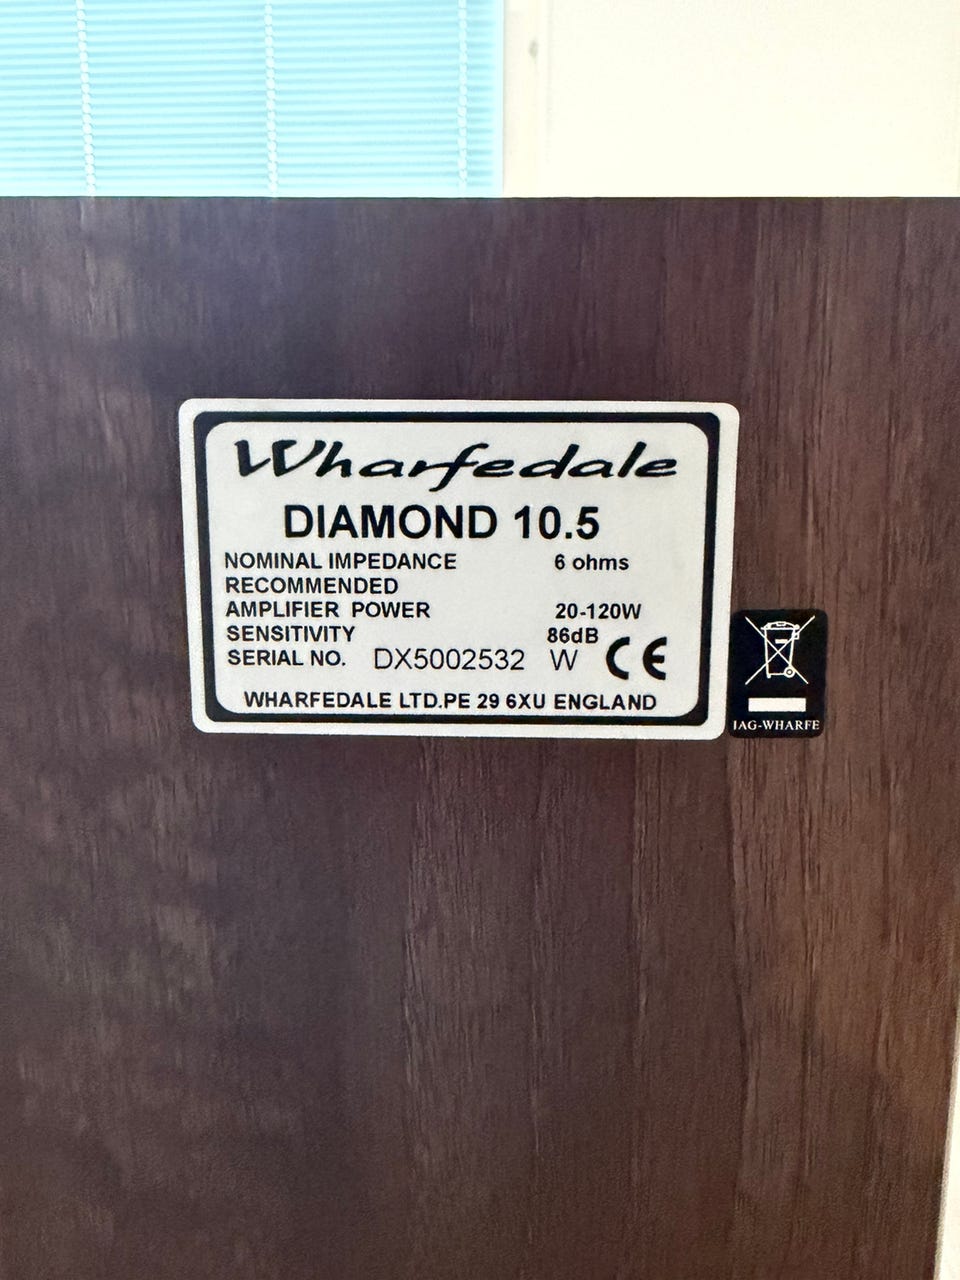 Wharfedale
DIAMOND 10.5
NOMINAL IMPEDANCE 6 ohms
RECOMMENDED
AMPLIFIER POWER 20-120W
SENSITIVITY 86dB
SERIAL NO. DX5002532 W CE
WHARFEDALE LTD.PE 29 6XU ENGLAND
IAG-WHARFE